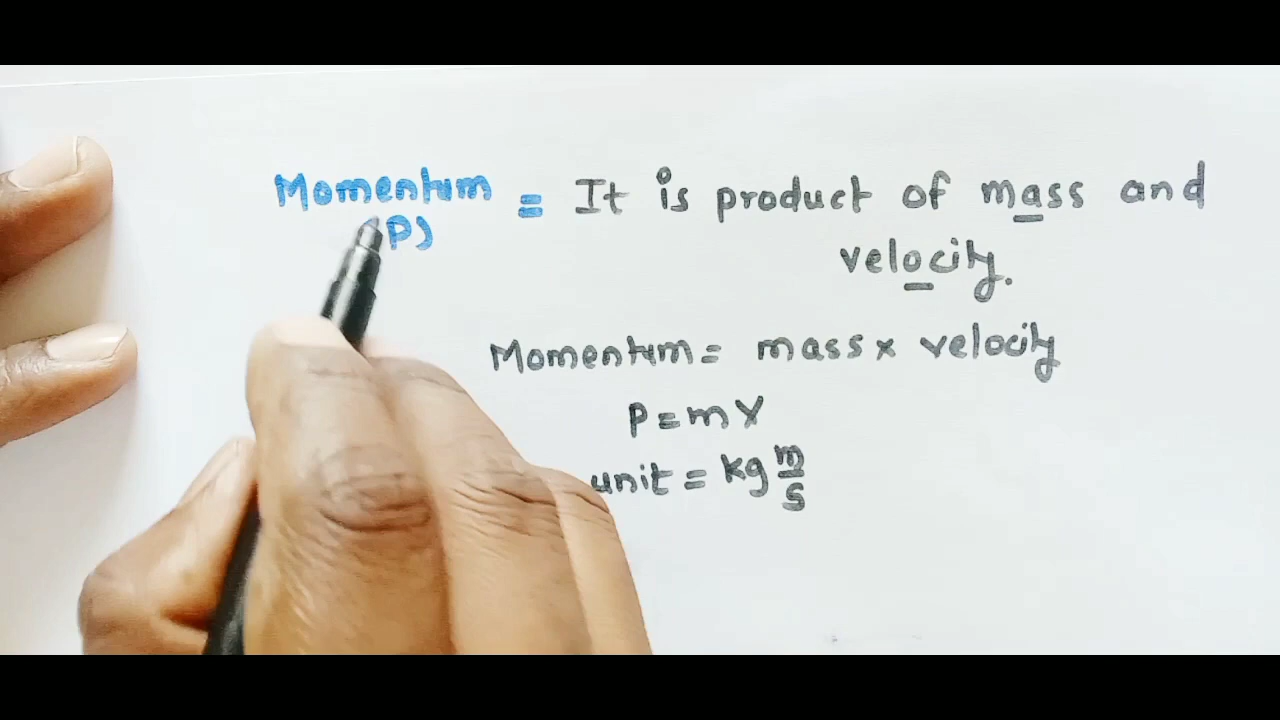 Momentum = It is product of mass and
(P) velocity.
Momentum = mass x velocity
P = mv
unit = kg m/s